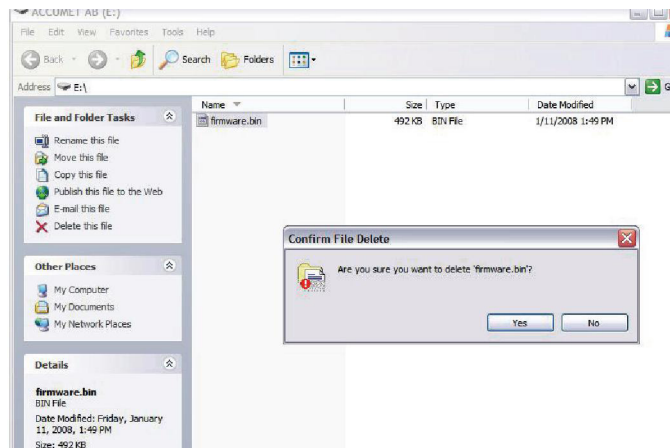 ACCUMET AB (E:)
File Edit View Favorites Tools Help
Back Search Folders
Address E:\
Name Size Type Date Modified
firmware.bin 492 KB BIN File 1/11/2008 1:49 PM
File and Folder Tasks
Rename this file
Move this file
Copy this file
Publish this file to the Web
E-mail this file
Delete this file
Confirm File Delete
Are you sure you want to delete 'firmware.bin'?
Yes No
Other Places
My Computer
My Documents
My Network Places
Details
firmware.bin
BIN File
Date Modified: Friday, January
11, 2008, 1:49 PM
Size: 492 KB